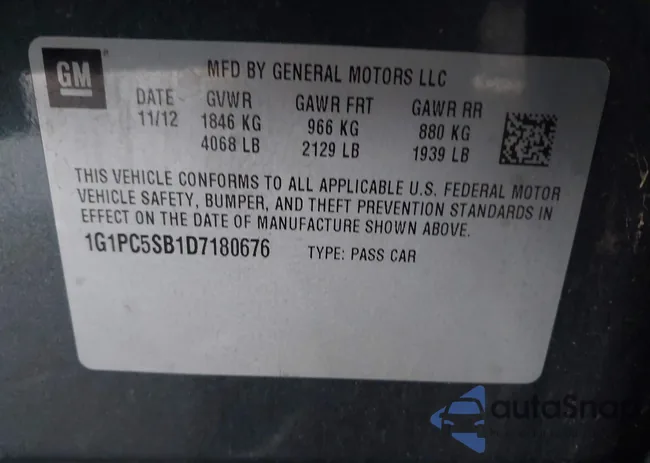 GM
MFD BY GENERAL MOTORS LLC
DATE GVWR GAWR FRT GAWR RR
11/12 1846 KG 966 KG 880 KG
4068 LB 2129 LB 1939 LB
THIS VEHICLE CONFORMS TO ALL APPLICABLE U.S. FEDERAL MOTOR
VEHICLE SAFETY, BUMPER, AND THEFT PREVENTION STANDARDS IN
EFFECT ON THE DATE OF MANUFACTURE SHOWN ABOVE.
1G1PC5SB1D7180676 TYPE: PASS CAR
autoSnap